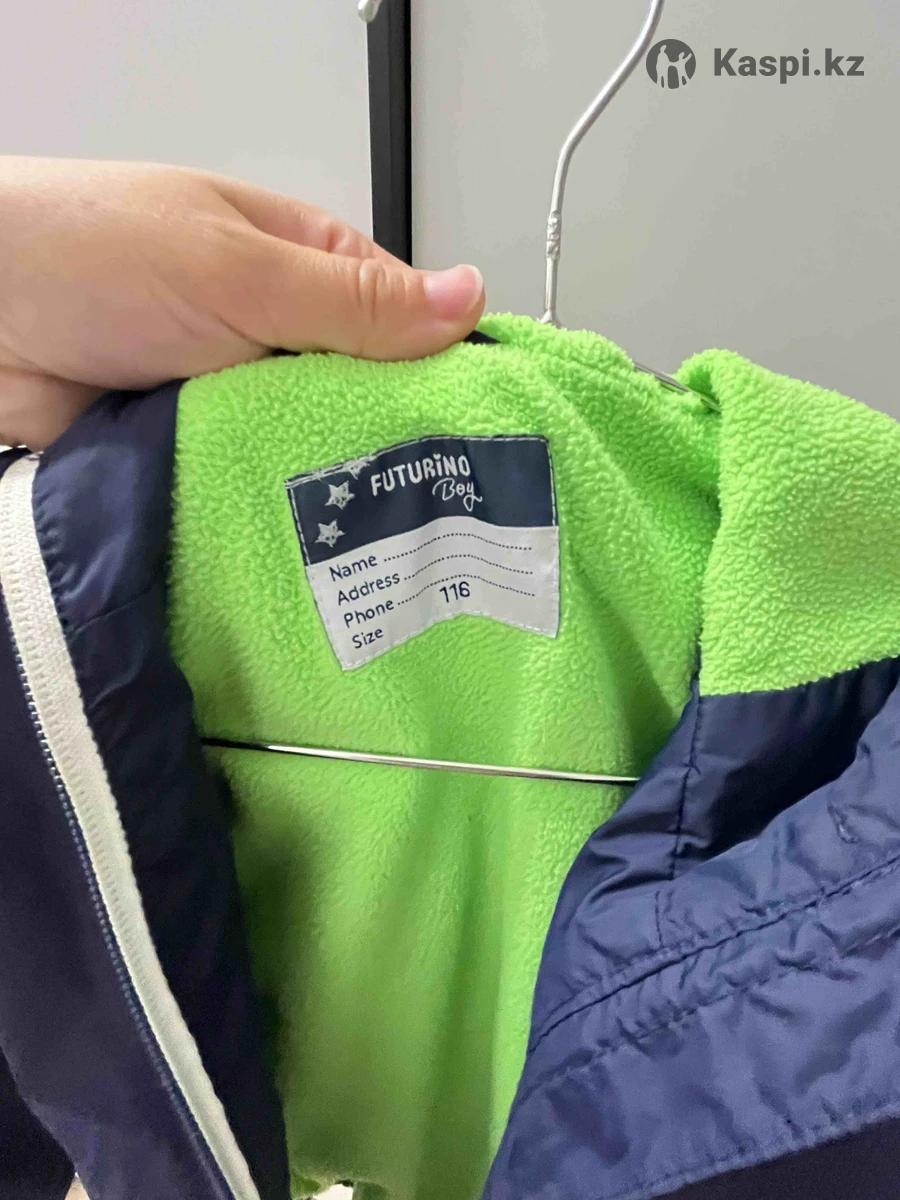 Kaspi.kz
FUTURiNO
Boy
Name
Address
Phone
Size 116